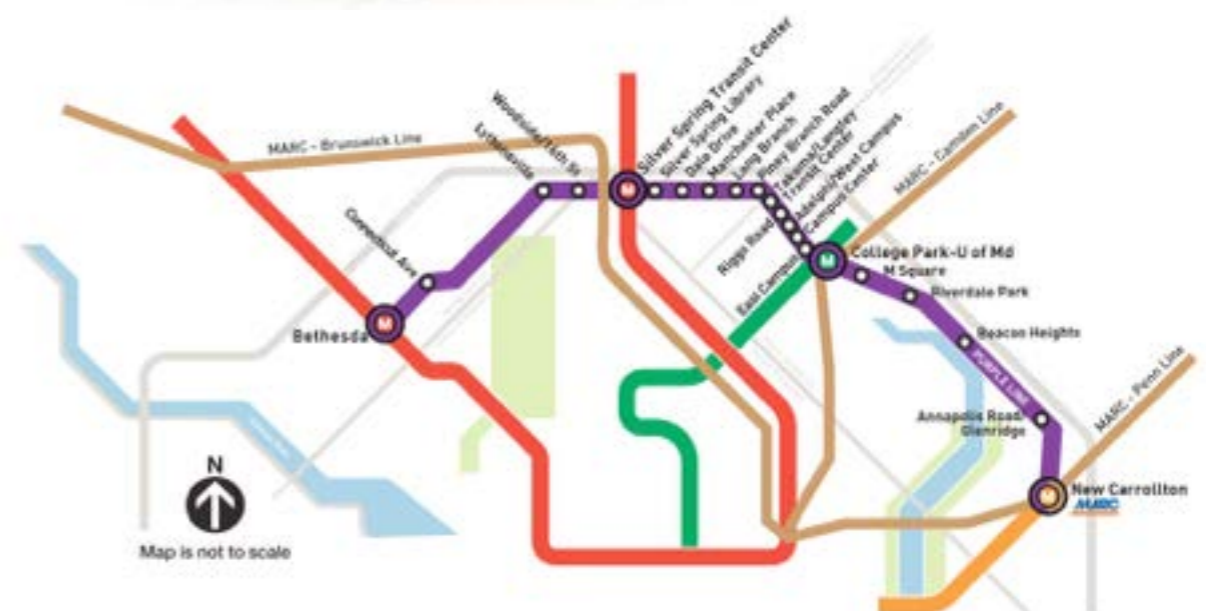 MARC - Brunswick Line
Woodside/16th St
Lyttonsville
Connecticut Ave
Bethesda
Silver Spring Transit Center
Silver Spring Library
Dale Drive
Manchester Place
Long Branch
Piney Branch Road
Takoma/Langley
Transit Center
Riggs Road
Adelphi/West Campus
Campus Center
East Campus
MARC - Camden Line
College Park-U of Md
M Square
Riverdale Park
Beacon Heights
PURPLE LINE
Annapolis Road/
Glenridge
MARC - Penn Line
New Carrollton
MARC
M
M
M
M
N
Map is not to scale